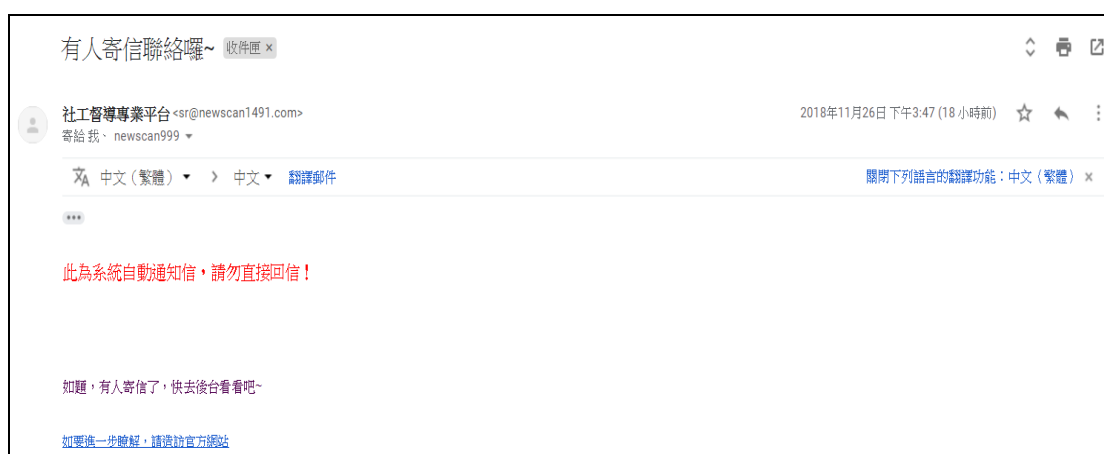 有人寄信聯絡囉~ 收件匣 ×
社工督導專業平台 <sr@newscan1491.com> 2018年11月26日 下午3:47 (18 小時前)
寄給 我、 newscan999
中文（繁體） > 中文 翻譯郵件 關閉下列語言的翻譯功能：中文（繁體） ×
此為系統自動通知信，請勿直接回信！
如題，有人寄信了，快去後台看看吧~
如要進一步瞭解，請造訪官方網站